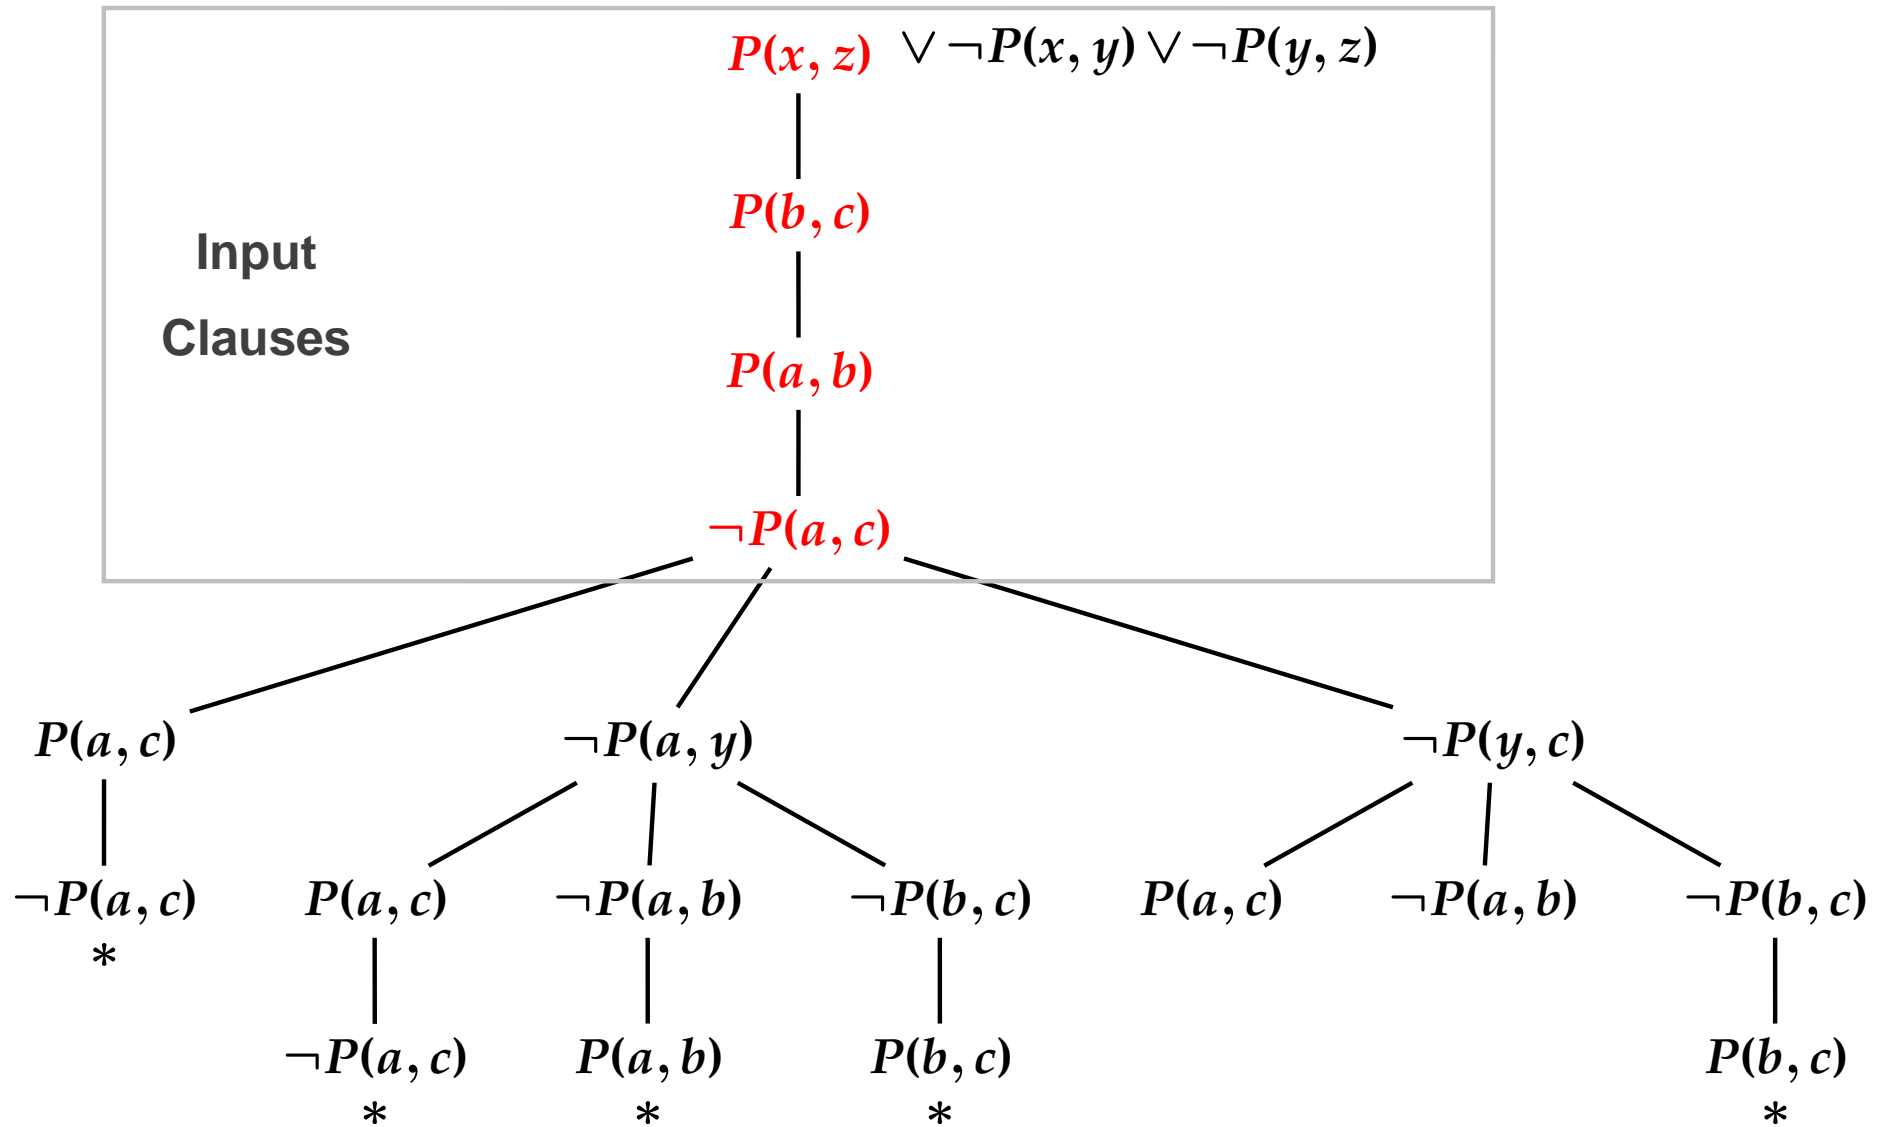 P(x, z) ∨ ¬P(x, y) ∨ ¬P(y, z)
P(b, c)
Input
Clauses
P(a, b)
¬P(a, c)
P(a, c) ¬P(a, y) ¬P(y, c)
¬P(a, c) P(a, c) ¬P(a, b) ¬P(b, c) P(a, c) ¬P(a, b) ¬P(b, c)
*
¬P(a, c) P(a, b) P(b, c) P(b, c)
* * * *